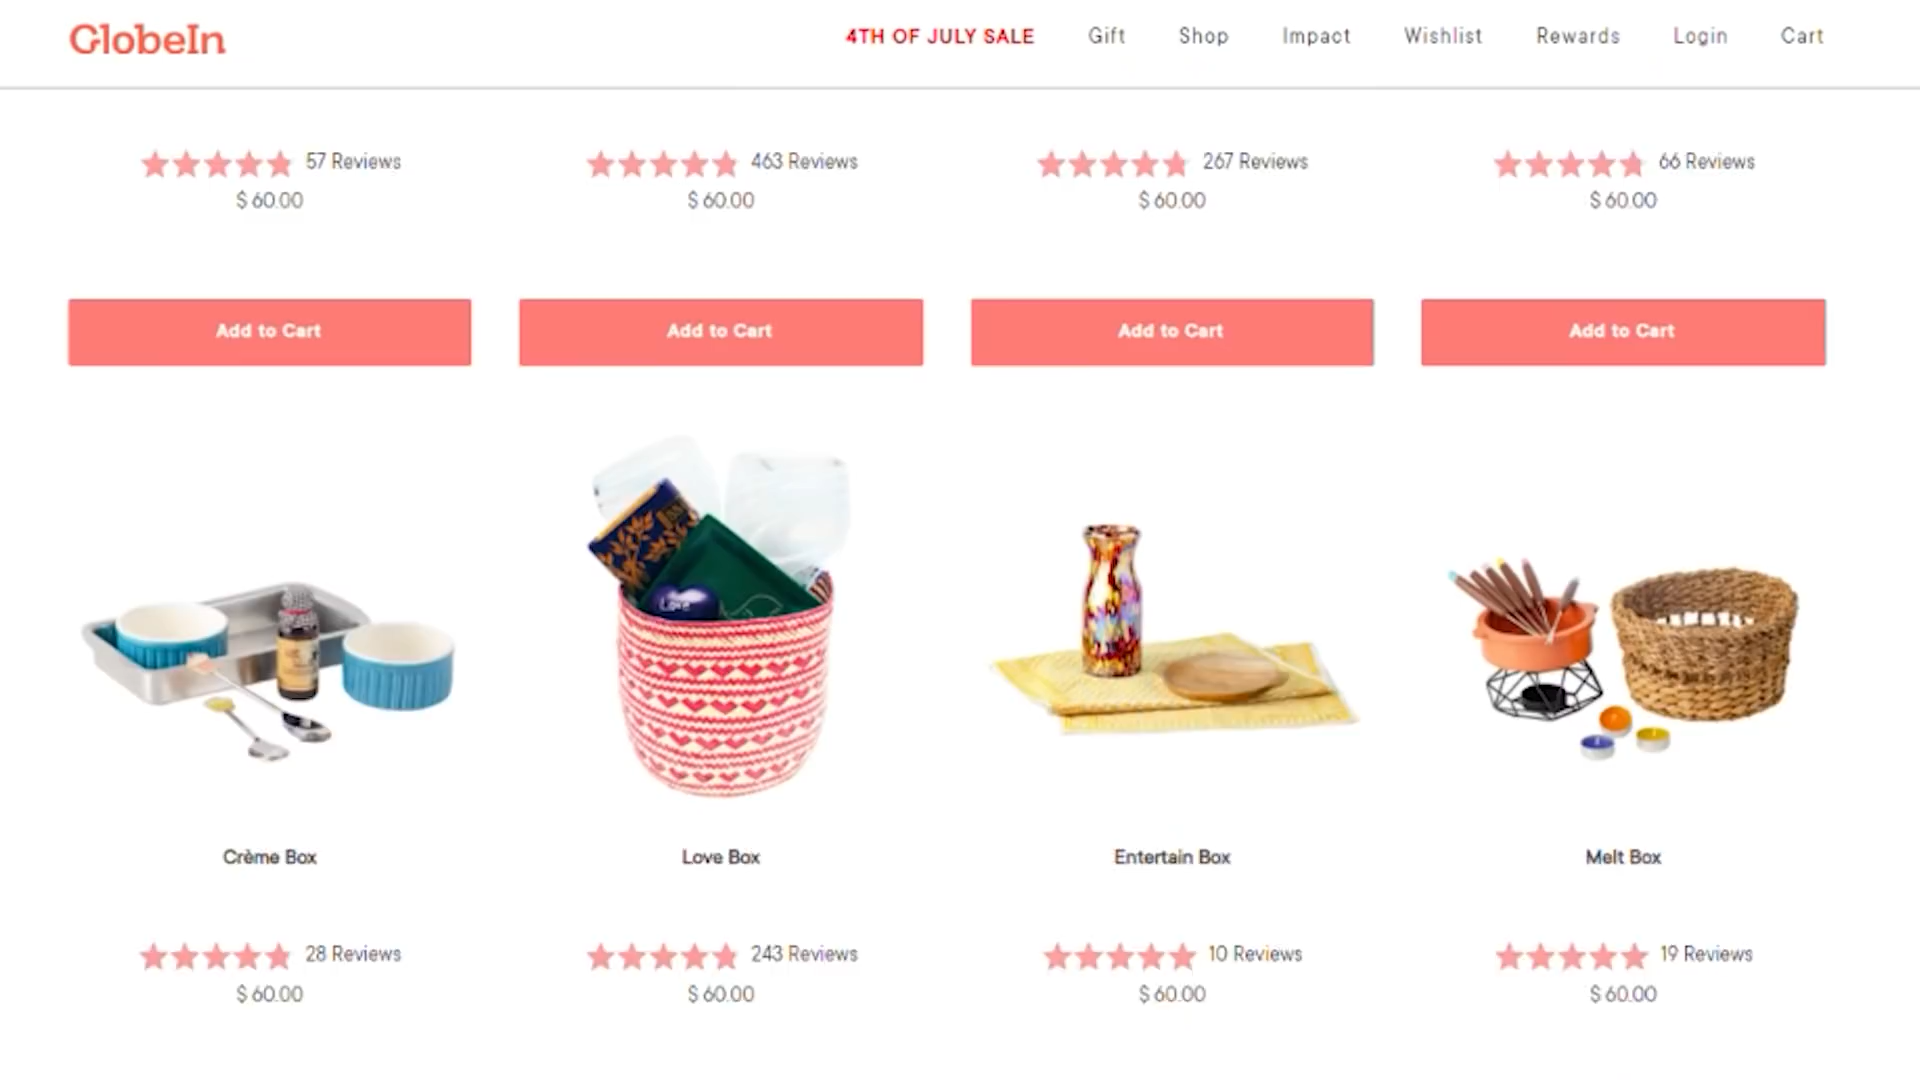 GlobeIn
4TH OF JULY SALE Gift Shop Impact Wishlist Rewards Login Cart
57 Reviews 463 Reviews 267 Reviews 66 Reviews
$ 60.00 $ 60.00 $ 60.00 $ 60.00
Add to Cart Add to Cart Add to Cart Add to Cart
Love
Crème Box Love Box Entertain Box Melt Box
28 Reviews 243 Reviews 10 Reviews 19 Reviews
$ 60.00 $ 60.00 $ 60.00 $ 60.00